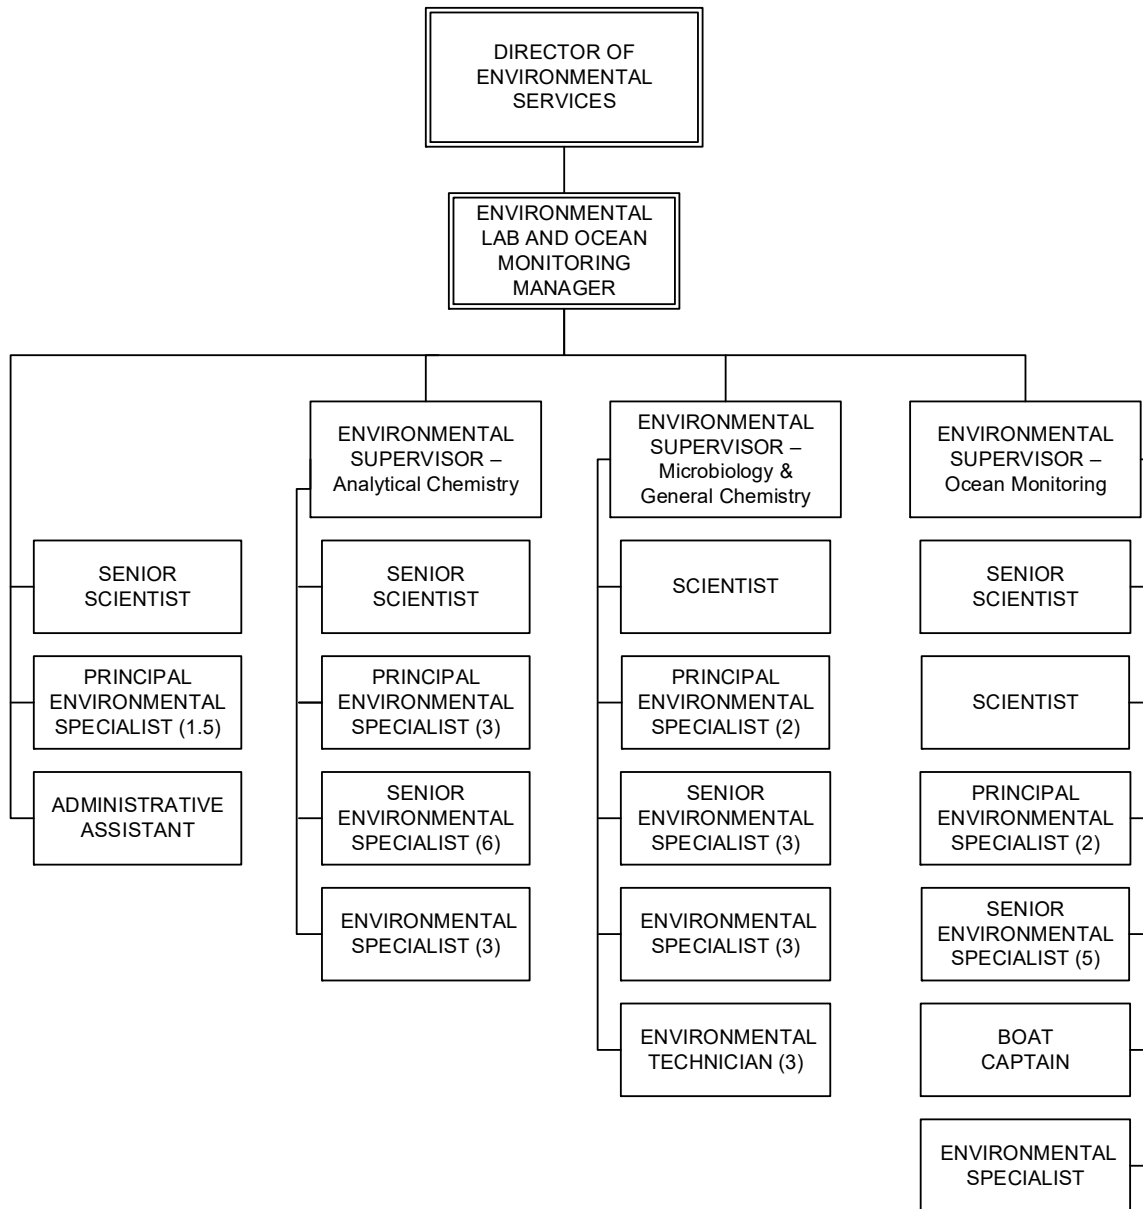 DIRECTOR OF
ENVIRONMENTAL
SERVICES
ENVIRONMENTAL
LAB AND OCEAN
MONITORING
MANAGER
ENVIRONMENTAL
SUPERVISOR –
Analytical Chemistry
ENVIRONMENTAL
SUPERVISOR –
Microbiology &
General Chemistry
ENVIRONMENTAL
SUPERVISOR –
Ocean Monitoring
SENIOR
SCIENTIST
PRINCIPAL
ENVIRONMENTAL
SPECIALIST (1.5)
ADMINISTRATIVE
ASSISTANT
SENIOR
SCIENTIST
PRINCIPAL
ENVIRONMENTAL
SPECIALIST (3)
SENIOR
ENVIRONMENTAL
SPECIALIST (6)
ENVIRONMENTAL
SPECIALIST (3)
SCIENTIST
PRINCIPAL
ENVIRONMENTAL
SPECIALIST (2)
SENIOR
ENVIRONMENTAL
SPECIALIST (3)
ENVIRONMENTAL
SPECIALIST (3)
ENVIRONMENTAL
TECHNICIAN (3)
SENIOR
SCIENTIST
SCIENTIST
PRINCIPAL
ENVIRONMENTAL
SPECIALIST (2)
SENIOR
ENVIRONMENTAL
SPECIALIST (5)
BOAT
CAPTAIN
ENVIRONMENTAL
SPECIALIST